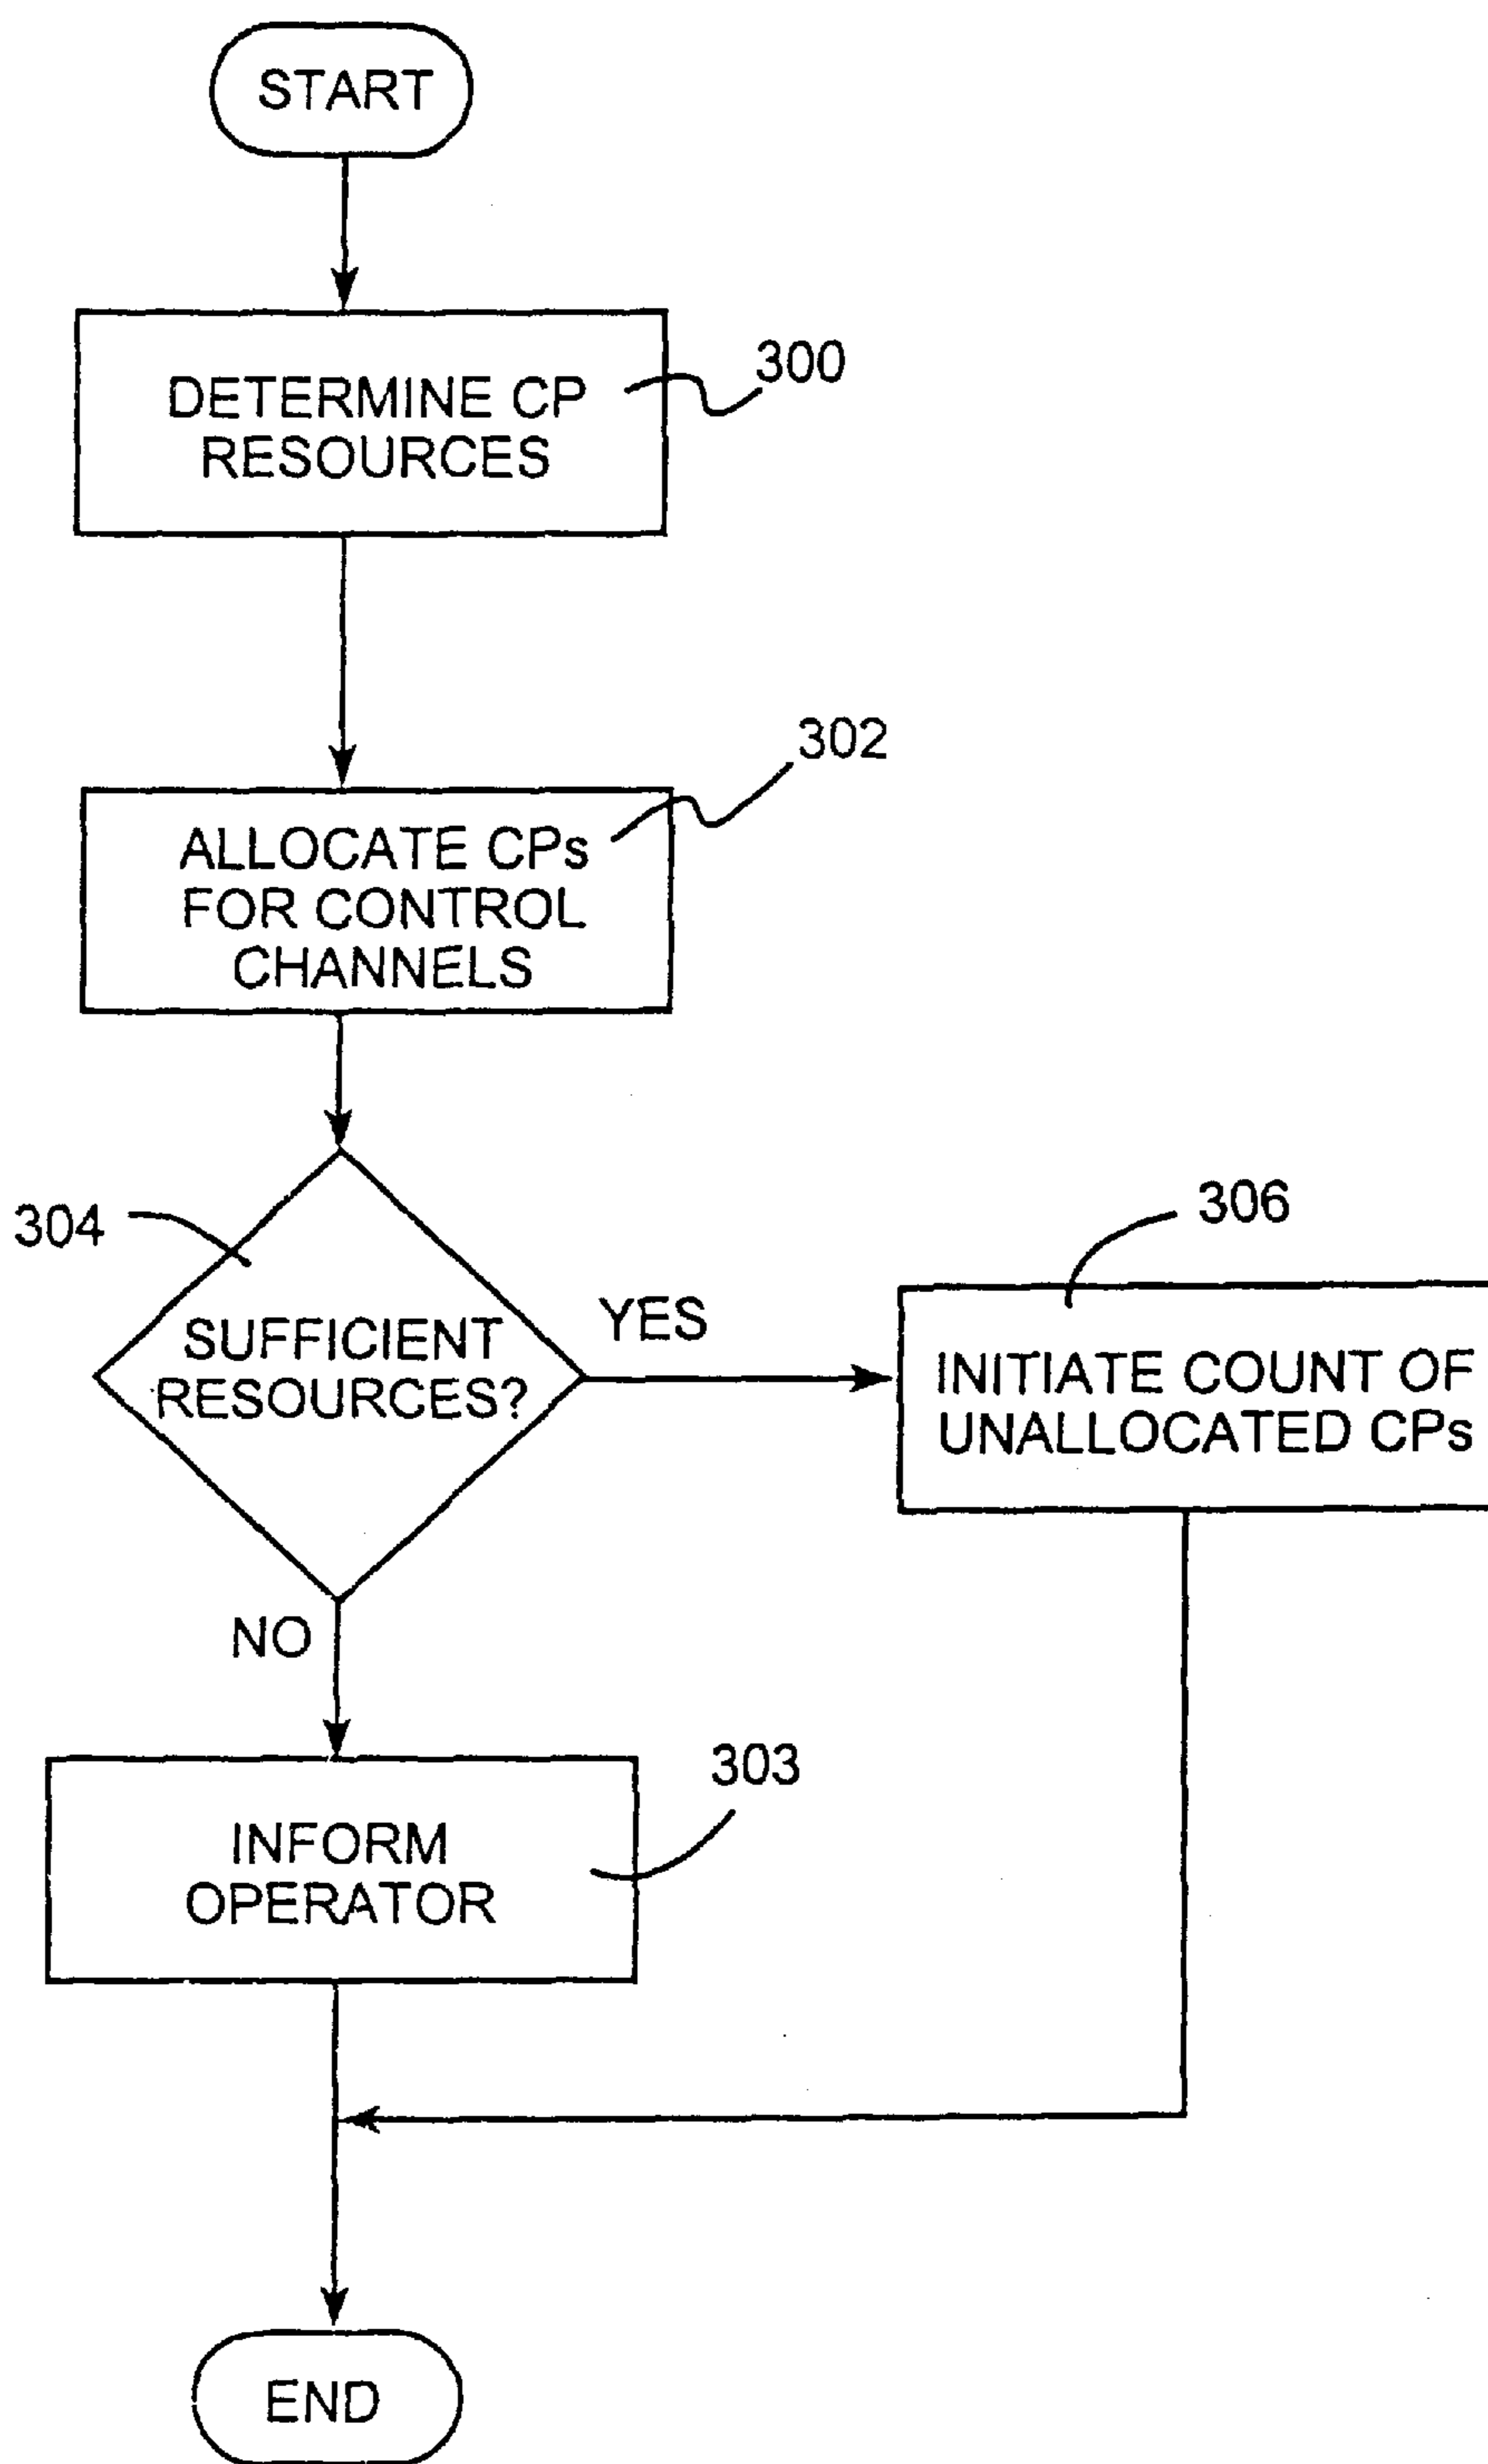 START
DETERMINE CP
RESOURCES
300
ALLOCATE CPs
FOR CONTROL
CHANNELS
302
304
SUFFICIENT
RESOURCES?
YES
306
INITIATE COUNT OF
UNALLOCATED CPs
NO
303
INFORM
OPERATOR
END